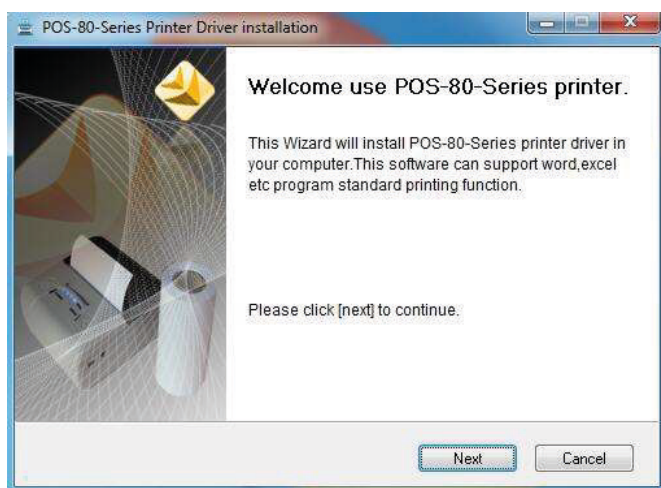 POS-80-Series Printer Driver installation
Welcome use POS-80-Series printer.
This Wizard will install POS-80-Series printer driver in
your computer.This software can support word,excel
etc program standard printing function.
Please click [next] to continue.
Next
Cancel